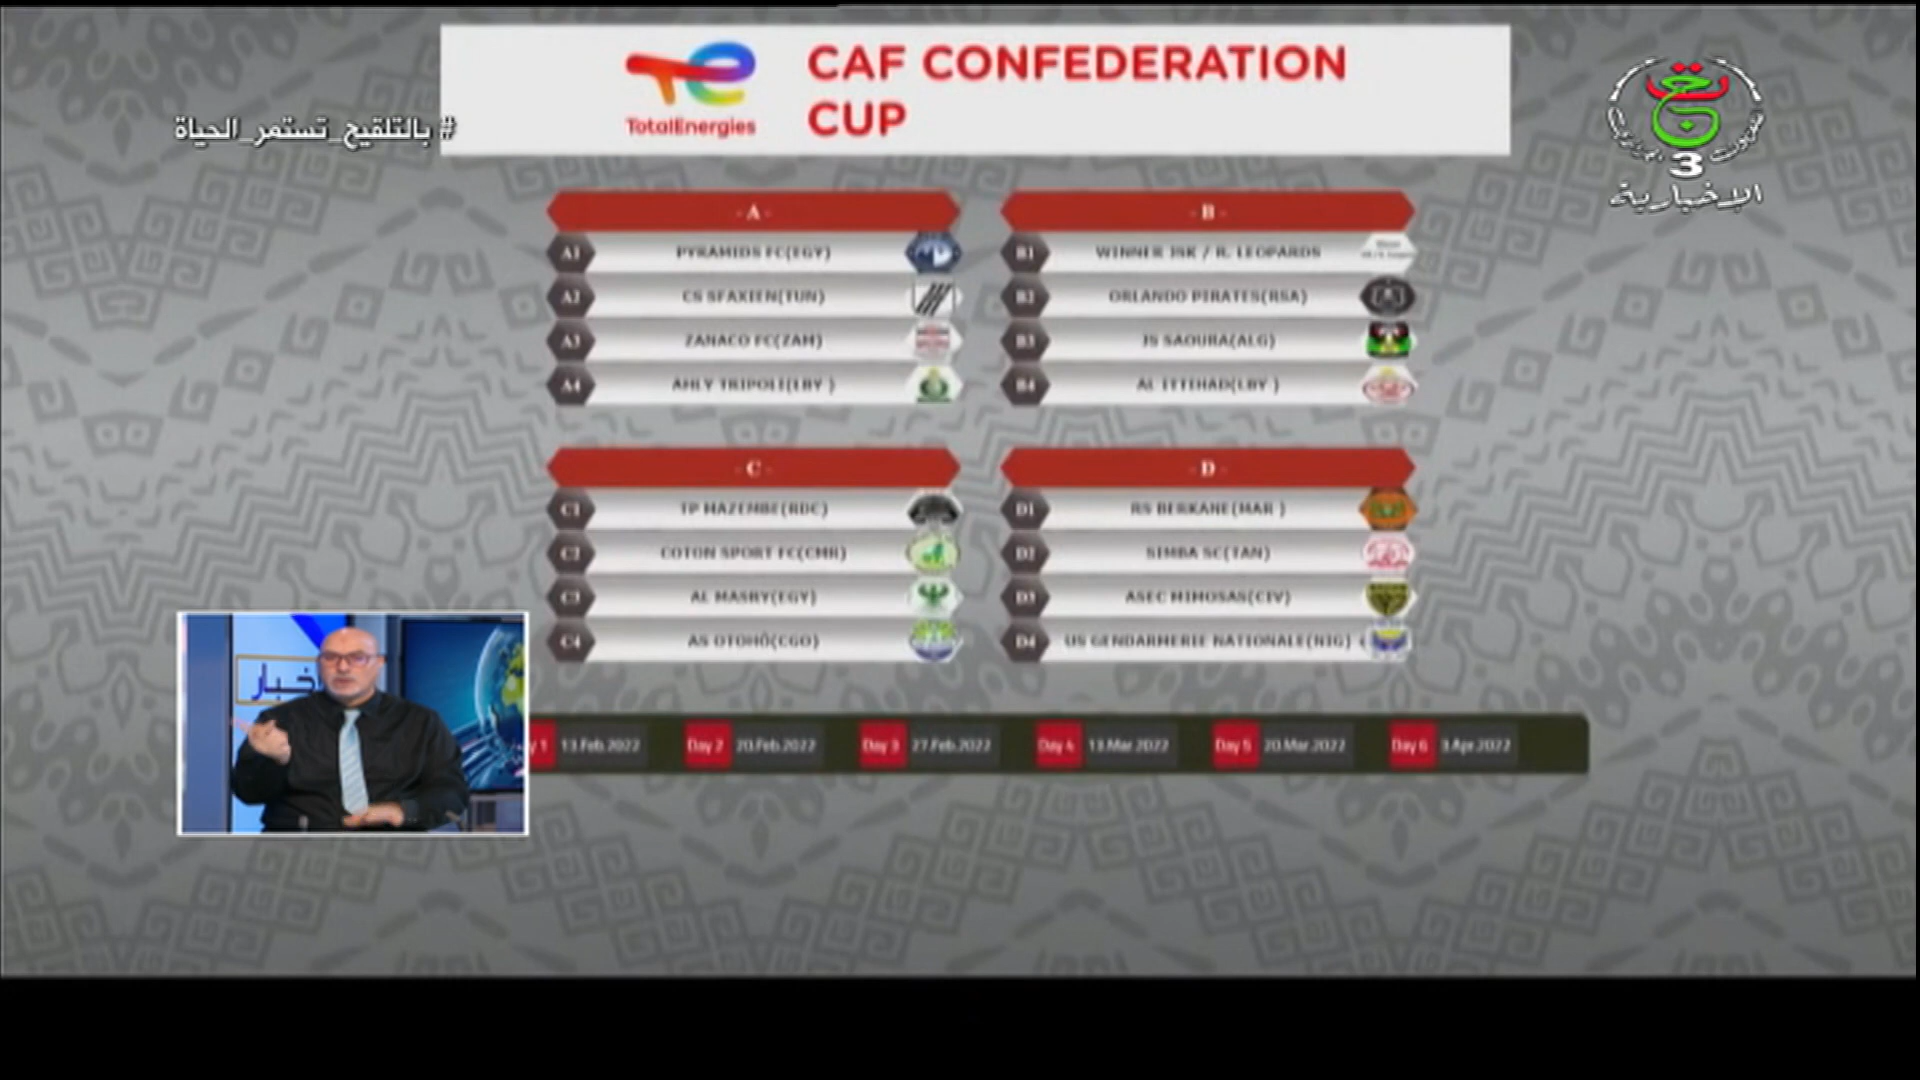 CAF CONFEDERATION
CUP
TotalEnergies
# بالتلقيح_تستمر_الحياة
3
الإخبارية
- A -
A1 PYRAMIDS FC(EGY)
A2 CS SFAXIEN(TUN)
A3 ZANACO FC(ZAM)
A4 AHLY TRIPOLI(LBY )
- B -
B1 WINNER JSK / R. LEOPARDS
B2 ORLANDO PIRATES(RSA)
B3 JS SAOURA(ALG)
B4 AL ITTIHAD(LBY )
- C -
C1 TP MAZEMBE(RDC)
C2 COTON SPORT FC(CMR)
C3 AL MASRY(EGY)
C4 AS OTOHÔ(CGO)
- D -
D1 RS BERKANE(MAR )
D2 SIMBA SC(TAN)
D3 ASEC MIMOSAS(CIV)
D4 US GENDARMERIE NATIONALE(NIG)
y 1 13.Feb.2022 Day 2 20.Feb.2022 Day 3 27.Feb.2022 Day 4 13.Mar.2022 Day 5 20.Mar.2022 Day 6 3.Apr.2022